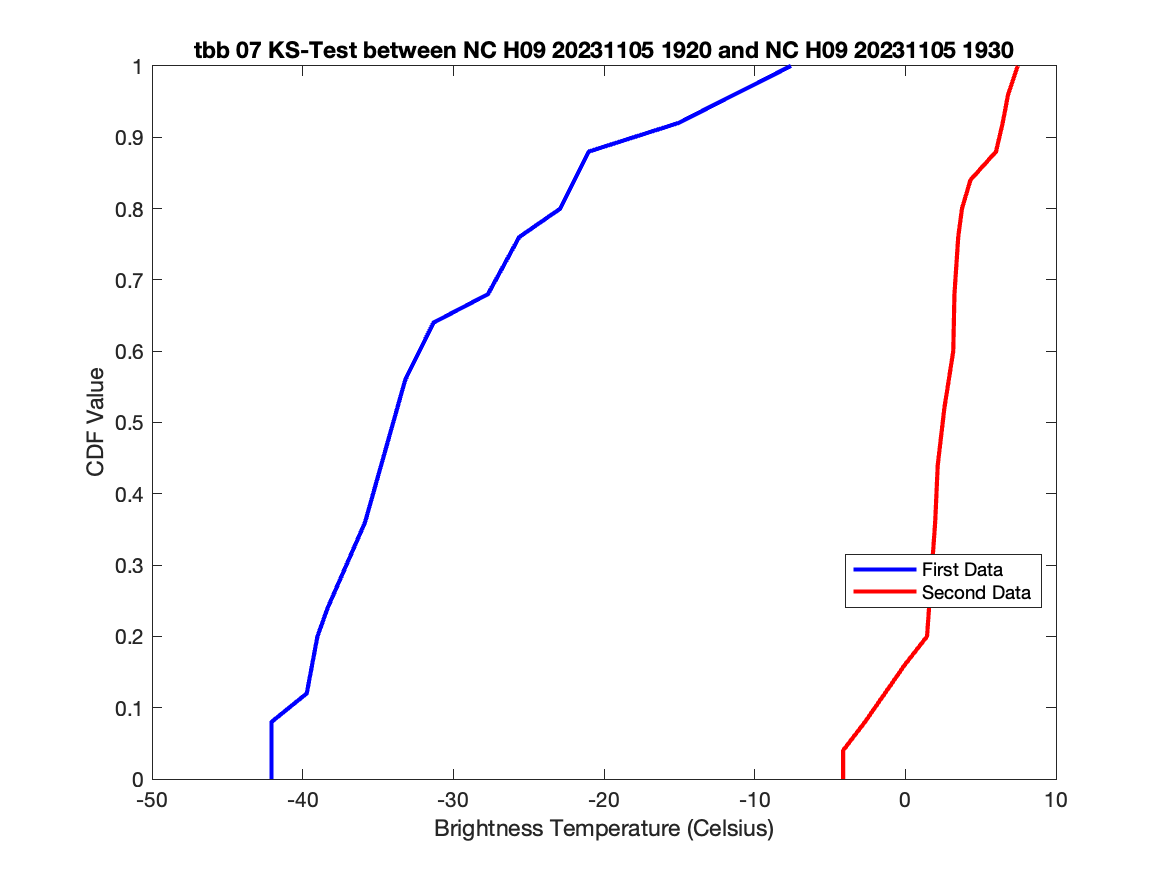 tbb 07 KS-Test between NC H09 20231105 1920 and NC H09 20231105 1930
1
0.9
0.8
0.7
0.6
0.5
0.4
0.3
0.2
0.1
0
CDF Value
First Data
Second Data
-50 -40 -30 -20 -10 0 10
Brightness Temperature (Celsius)